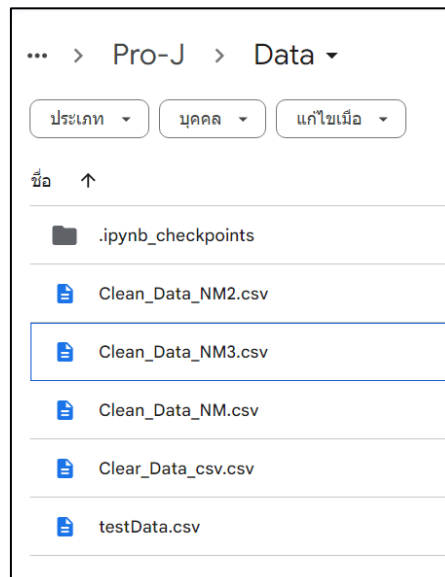 ... > Pro-J > Data
ประเภท บุคคล แก้ไขเมื่อ
ชื่อ ↑
.ipynb_checkpoints
Clean_Data_NM2.csv
Clean_Data_NM3.csv
Clean_Data_NM.csv
Clear_Data_csv.csv
testData.csv